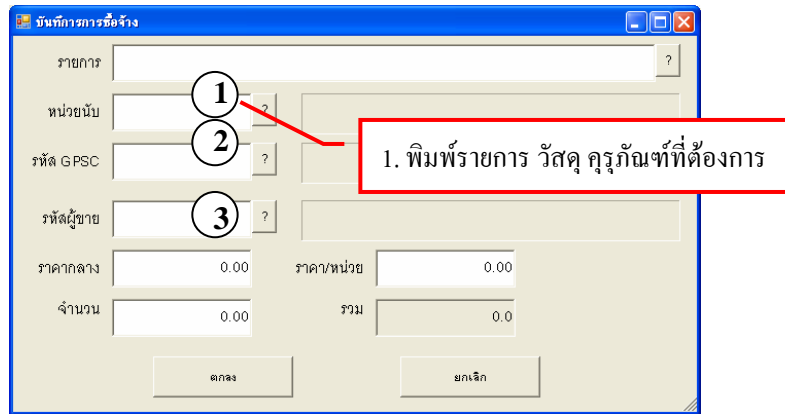 บันทึกการการซื้อจ้าง
รายการ ?
หน่วยนับ 1 ?
1. พิมพ์รายการ วัสดุ ครุภัณฑ์ที่ต้องการ
รหัส GPSC 2 ?
รหัสผู้ขาย 3 ?
ราคากลาง 0.00 ราคา/หน่วย 0.00
จำนวน 0.00 รวม 0.0
ตกลง ยกเลิก